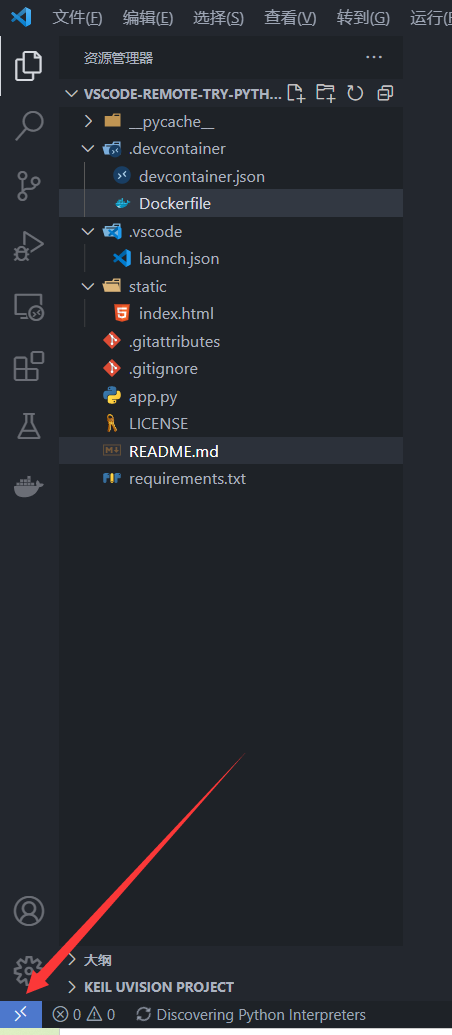 文件(F) 编辑(E) 选择(S) 查看(V) 转到(G) 运行(
资源管理器 ···
VSCODE-REMOTE-TRY-PYTH...
__pycache__
.devcontainer
devcontainer.json
Dockerfile
.vscode
launch.json
static
index.html
.gitattributes
.gitignore
app.py
LICENSE
README.md
requirements.txt
大纲
KEIL UVISION PROJECT
0 0 Discovering Python Interpreters